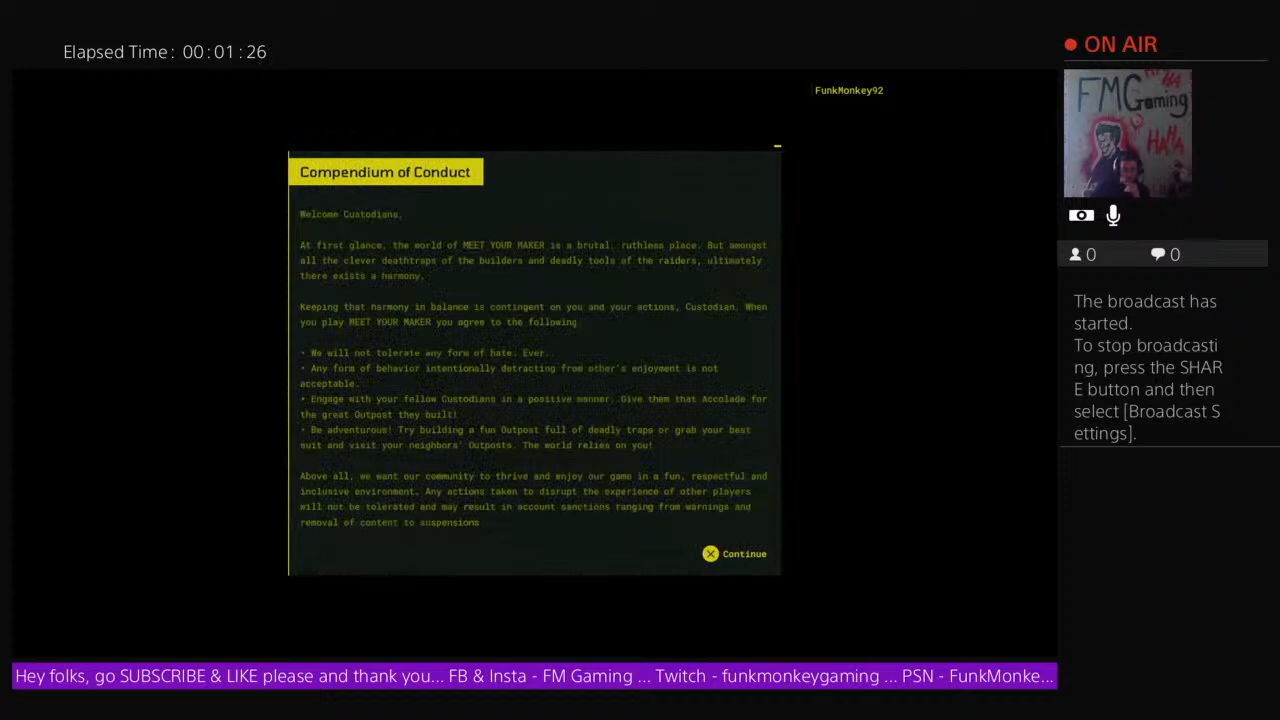 Elapsed Time: 00:01:26
ON AIR
FunkMonkey92
FMGaming
HA
HA
HA
HA
0
0
The broadcast has
started.
To stop broadcasti
ng, press the SHAR
E button and then
select [Broadcast S
ettings].
Compendium of Conduct
Welcome Custodians,
At first glance, the world of MEET YOUR MAKER is a brutal, ruthless place. But amongst
all the clever deathtraps of the builders and deadly tools of the raiders, ultimately
there exists a harmony.
Keeping that harmony in balance is contingent on you and your actions, Custodian. When
you play MEET YOUR MAKER you agree to the following
• We will not tolerate any form of hate. Ever.
• Any form of behavior intentionally detracting from other's enjoyment is not
acceptable.
• Engage with your fellow Custodians in a positive manner. Give them that Accolade for
the great Outpost they built!
• Be adventurous! Try building a fun Outpost full of deadly traps or grab your best
suit and visit your neighbors' Outposts. The world relies on you!
Above all, we want our community to thrive and enjoy our game in a fun, respectful and
inclusive environment. Any actions taken to disrupt the experience of other players
will not be tolerated and may result in account sanctions ranging from warnings and
removal of content to suspensions
Continue
Hey folks, go SUBSCRIBE & LIKE please and thank you... FB & Insta - FM Gaming ... Twitch - funkmonkeygaming ... PSN - FunkMonke...